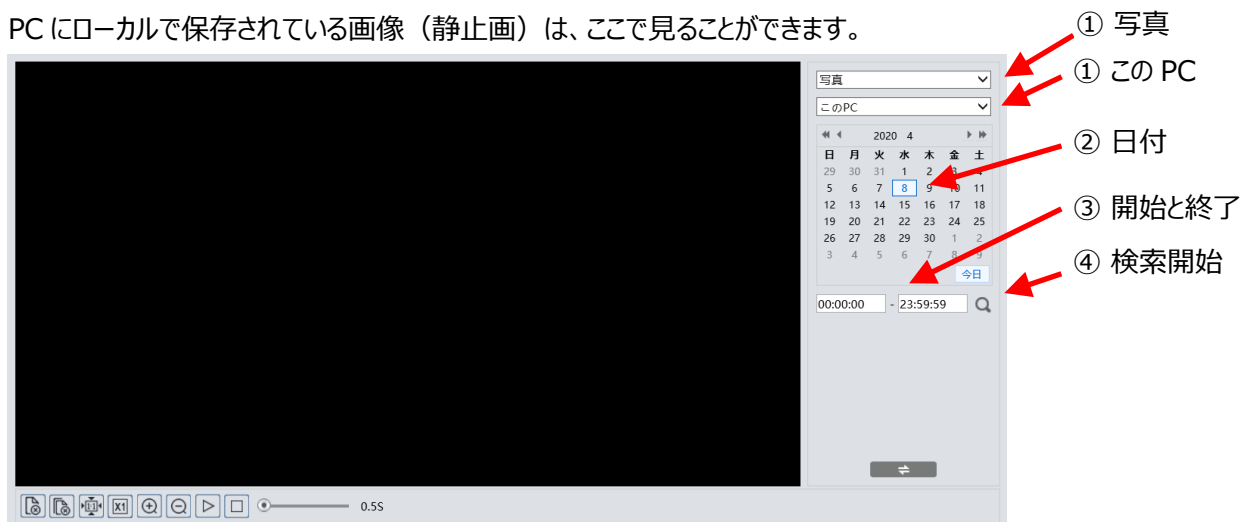 PC にローカルで保存されている画像（静止画）は、ここで見ることができます。
① 写真
① この PC
② 日付
③ 開始と終了
④ 検索開始
写真
このPC
2020 4
日 月 火 水 木 金 土
29 30 31 1 2 3 4
5 6 7 8 9 10 11
12 13 14 15 16 17 18
19 20 21 22 23 24 25
26 27 28 29 30 1 2
3 4 5 6 7 8 9
今日
00:00:00 - 23:59:59
1:1 X1 0.5S